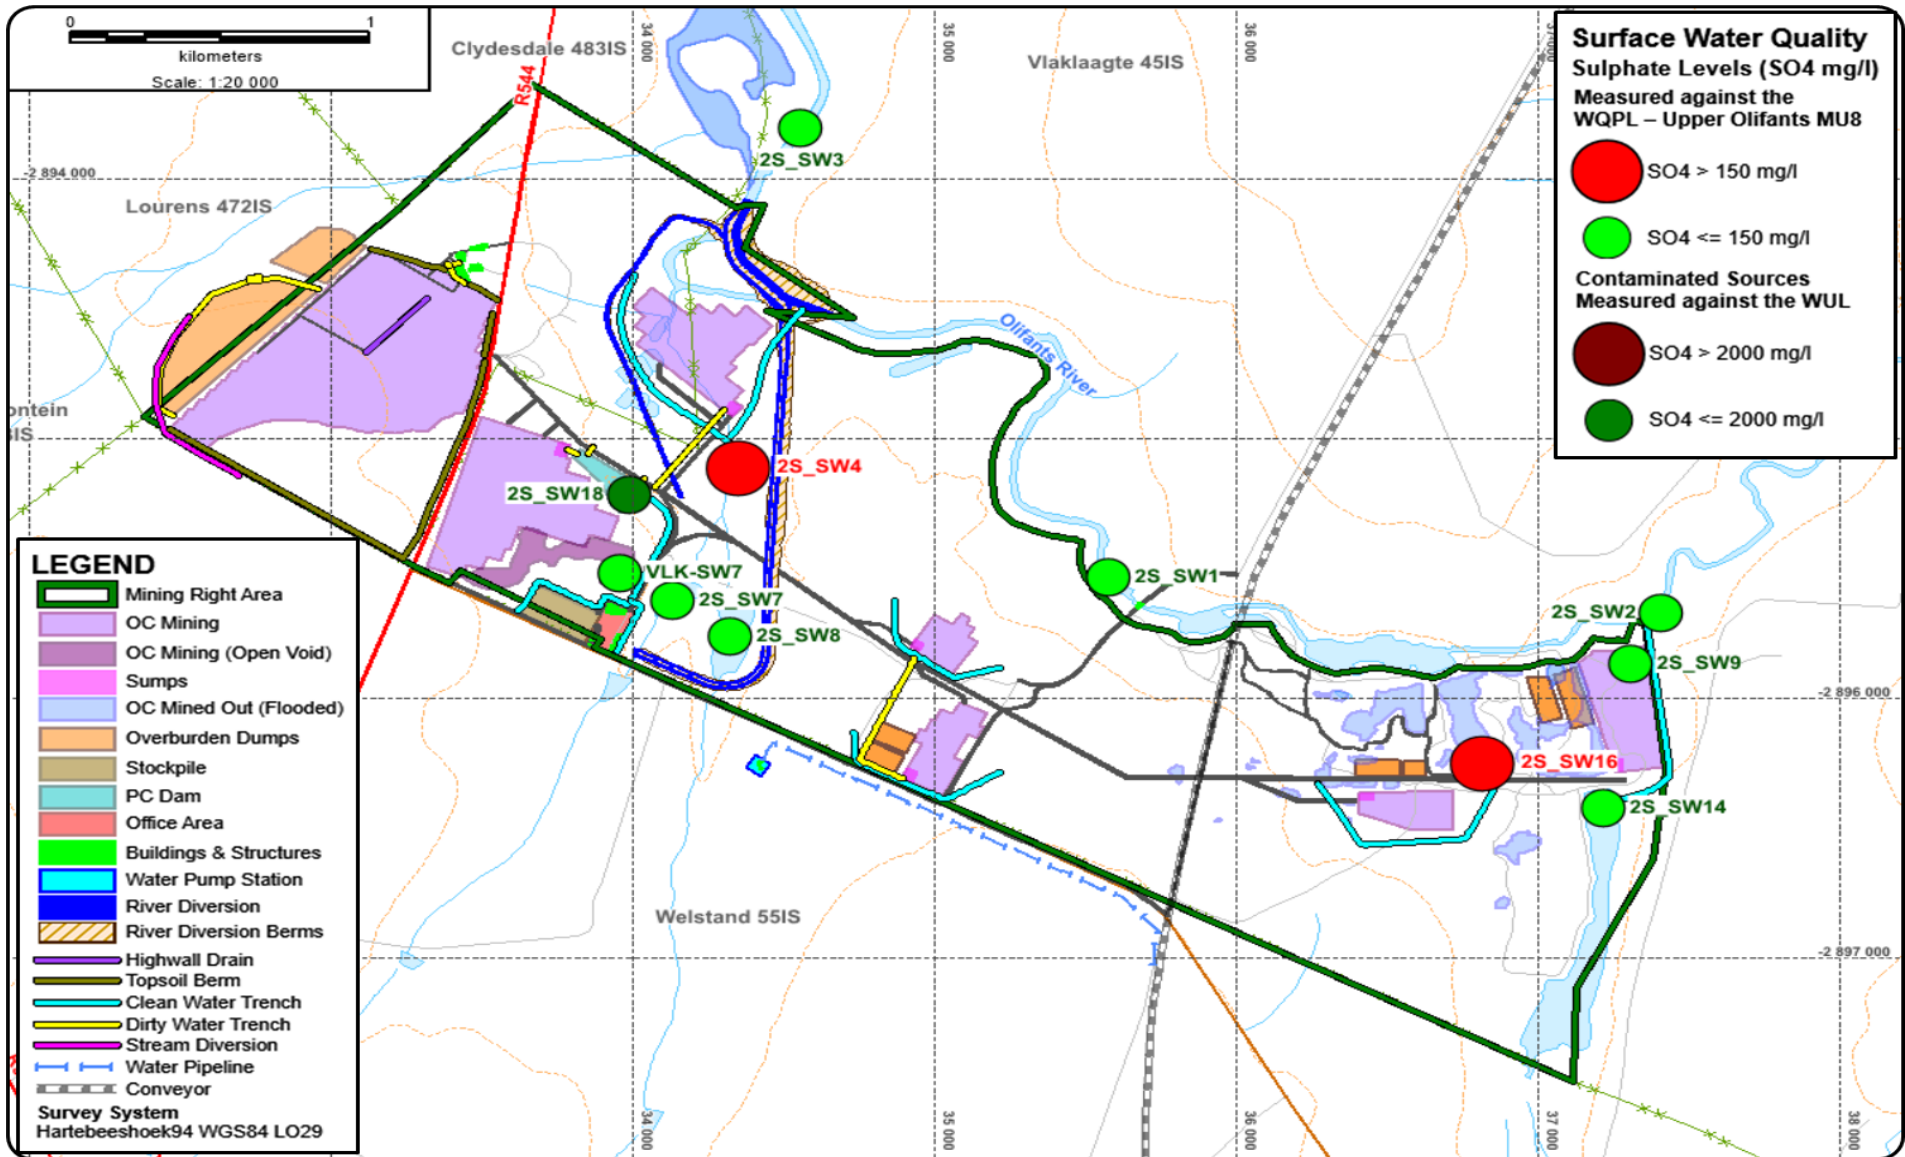 0 1
kilometers
Scale: 1:20 000
Clydesdale 483IS
R544
34 000
35 000
36 000
Vlaklaagte 45IS
Surface Water Quality
Sulphate Levels (SO4 mg/l)
Measured against the
WQPL – Upper Olifants MU8
SO4 > 150 mg/l
SO4 <= 150 mg/l
Contaminated Sources
Measured against the WUL
SO4 > 2000 mg/l
SO4 <= 2000 mg/l
2S_SW3
-2 894 000
Lourens 472IS
Olifants River
ontein
IS
2S_SW4
2S_SW18
VLK-SW7
2S_SW7
2S_SW8
2S_SW1
2S_SW2
2S_SW9
-2 896 000
2S_SW16
2S_SW14
Welstand 55IS
-2 897 000
LEGEND
Mining Right Area
OC Mining
OC Mining (Open Void)
Sumps
OC Mined Out (Flooded)
Overburden Dumps
Stockpile
PC Dam
Office Area
Buildings & Structures
Water Pump Station
River Diversion
River Diversion Berms
Highwall Drain
Topsoil Berm
Clean Water Trench
Dirty Water Trench
Stream Diversion
Water Pipeline
Conveyor
Survey System
Hartebeeshoek94 WGS84 LO29
34 000
35 000
36 000
37 000
38 000